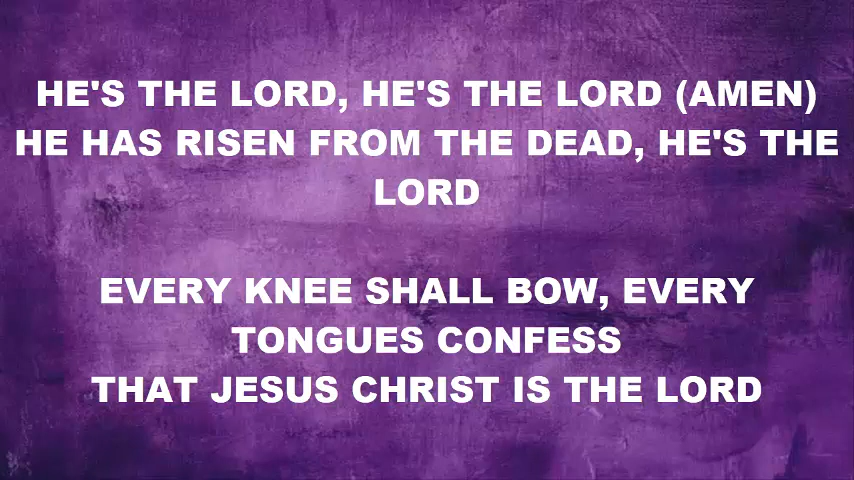 HE'S THE LORD, HE'S THE LORD (AMEN)
HE HAS RISEN FROM THE DEAD, HE'S THE
LORD
EVERY KNEE SHALL BOW, EVERY
TONGUES CONFESS
THAT JESUS CHRIST IS THE LORD